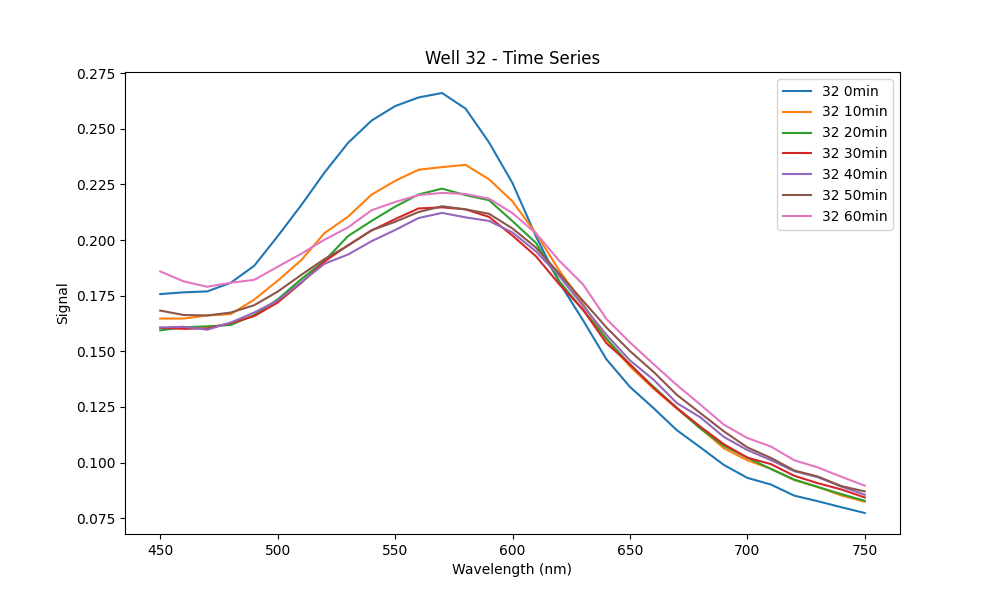 Well 32 - Time Series
Signal
0.275
0.250
0.225
0.200
0.175
0.150
0.125
0.100
0.075
32 0min
32 10min
32 20min
32 30min
32 40min
32 50min
32 60min
450 500 550 600 650 700 750
Wavelength (nm)